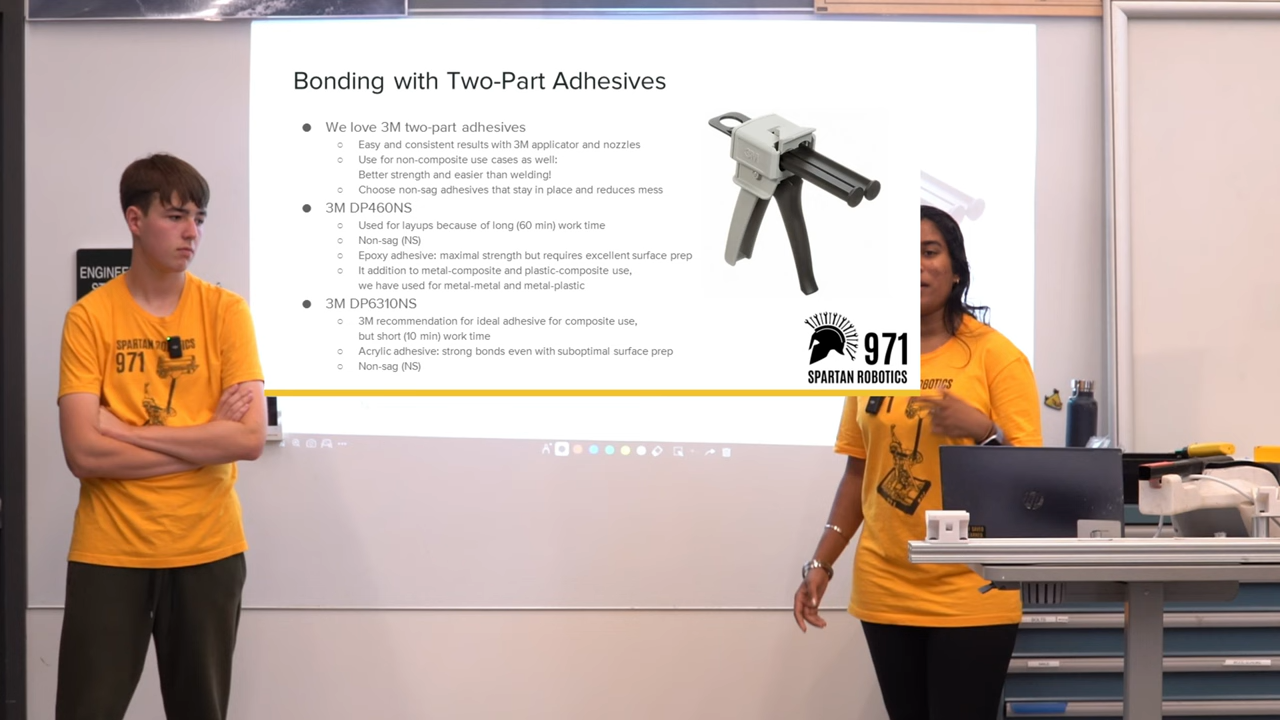 Bonding with Two-Part Adhesives
● We love 3M two-part adhesives
○ Easy and consistent results with 3M applicator and nozzles
○ Use for non-composite use cases as well:
Better strength and easier than welding!
○ Choose non-sag adhesives that stay in place and reduces mess
● 3M DP460NS
○ Used for layups because of long (60 min) work time
○ Non-sag (NS)
○ Epoxy adhesive: maximal strength but requires excellent surface prep
○ It addition to metal-composite and plastic-composite use,
we have used for metal-metal and metal-plastic
● 3M DP6310NS
○ 3M recommendation for ideal adhesive for composite use,
but short (10 min) work time
○ Acrylic adhesive: strong bonds even with suboptimal surface prep
○ Non-sag (NS)
971
SPARTAN ROBOTICS
ENGINEE
SPARTAN
971
ROBOTICS
hp